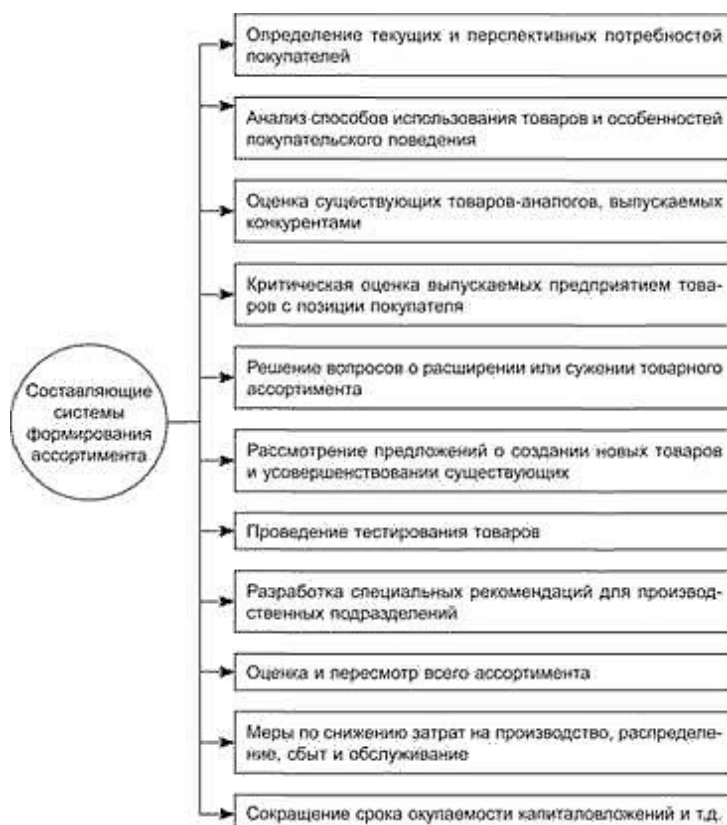 Определение текущих и перспективных потребностей
покупателей
Анализ способов использования товаров и особенностей
покупательского поведения
Оценка существующих товаров-аналогов, выпускаемых
конкурентами
Критическая оценка выпускаемых предприятием това-
ров с позиции покупателя
Решение вопросов о расширении или сужении товарного
ассортимента
Составляющие
системы
формирования
ассортимента
Рассмотрение предложений о создании новых товаров
и усовершенствовании существующих
Проведение тестирования товаров
Разработка специальных рекомендаций для производ-
ственных подразделений
Оценка и пересмотр всего ассортимента
Меры по снижению затрат на производство, распределе-
ние, сбыт и обслуживание
Сокращение срока окупаемости капиталовложений и т.д.